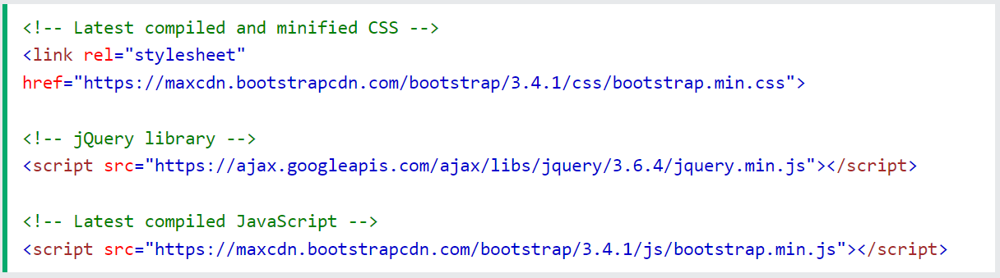 <!-- Latest compiled and minified CSS -->
<link rel="stylesheet"
href="https://maxcdn.bootstrapcdn.com/bootstrap/3.4.1/css/bootstrap.min.css">
<!-- jQuery library -->
<script src="https://ajax.googleapis.com/ajax/libs/jquery/3.6.4/jquery.min.js"></script>
<!-- Latest compiled JavaScript -->
<script src="https://maxcdn.bootstrapcdn.com/bootstrap/3.4.1/js/bootstrap.min.js"></script>